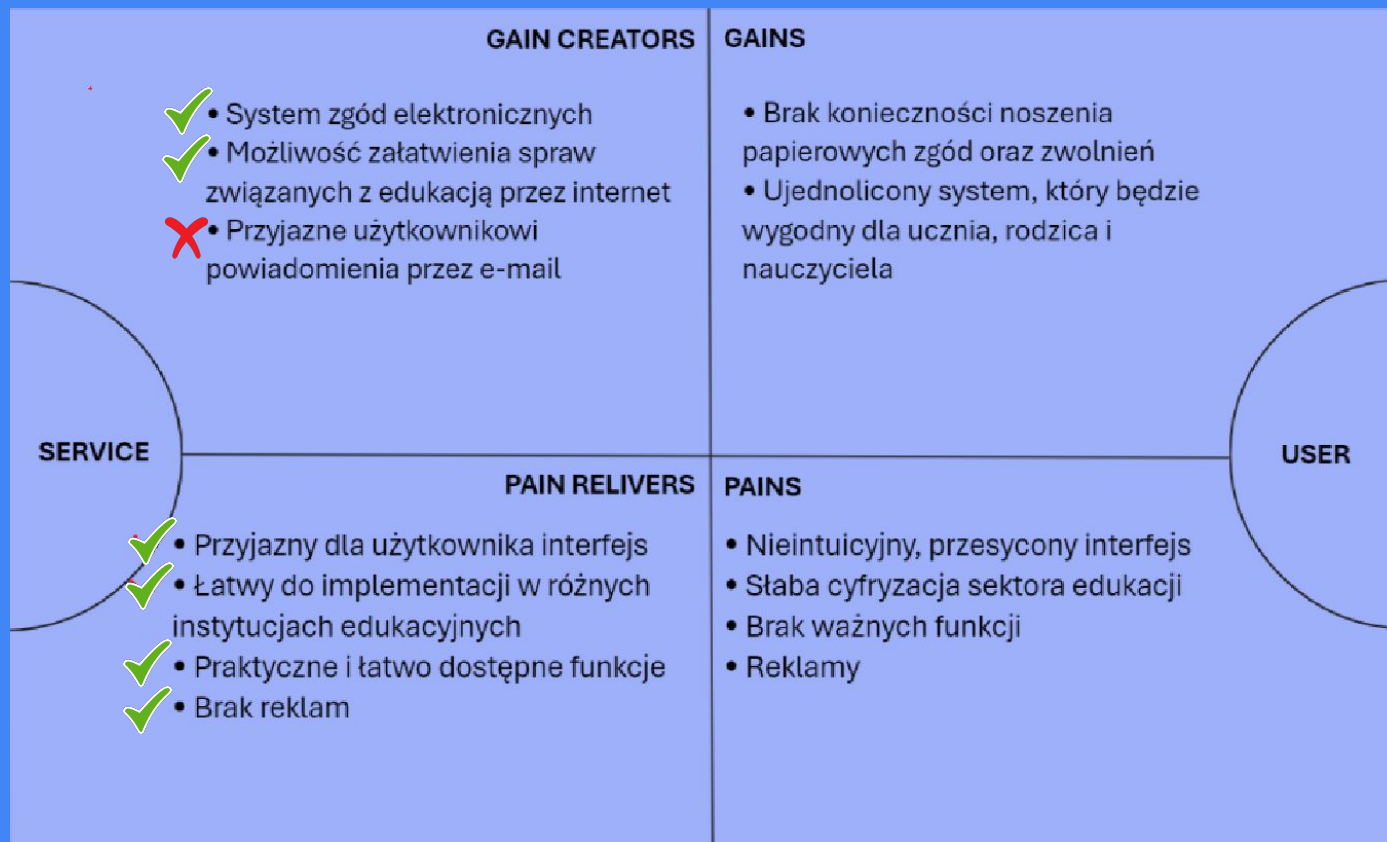 GAIN CREATORS
• System zgód elektronicznych
• Możliwość załatwienia spraw
związanych z edukacją przez internet
• Przyjazne użytkownikowi
powiadomienia przez e-mail
GAINS
• Brak konieczności noszenia
papierowych zgód oraz zwolnień
• Ujednolicony system, który będzie
wygodny dla ucznia, rodzica i
nauczyciela
SERVICE
USER
PAIN RELIVERS
• Przyjazny dla użytkownika interfejs
• Łatwy do implementacji w różnych
instytucjach edukacyjnych
• Praktyczne i łatwo dostępne funkcje
• Brak reklam
PAINS
• Nieintuicyjny, przesycony interfejs
• Słaba cyfryzacja sektora edukacji
• Brak ważnych funkcji
• Reklamy